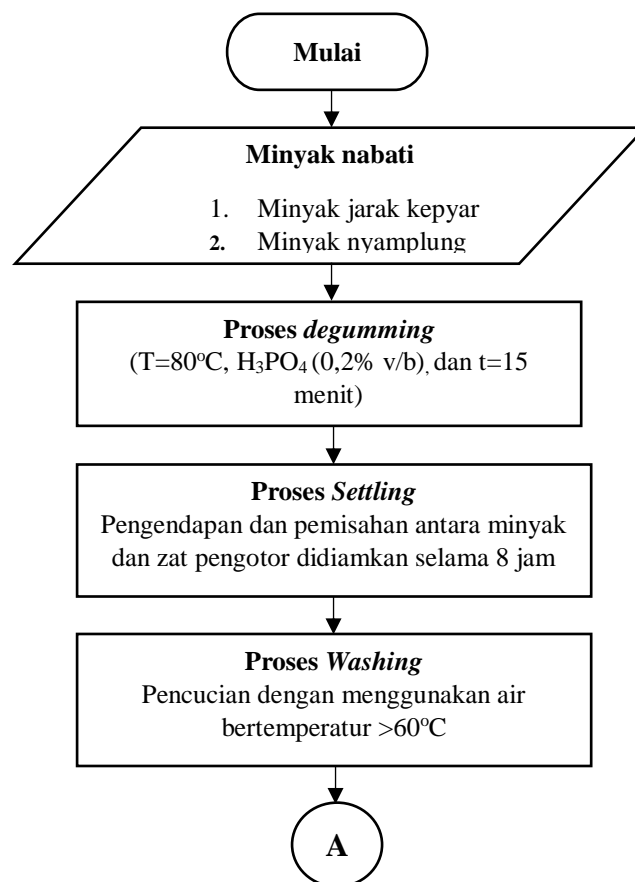 Mulai
Minyak nabati
1. Minyak jarak kepyar
2. Minyak nyamplung
Proses degumming
(T=80°C, H₃PO₄ (0,2% v/b), dan t=15
menit)
Proses Settling
Pengendapan dan pemisahan antara minyak
dan zat pengotor didiamkan selama 8 jam
Proses Washing
Pencucian dengan menggunakan air
bertemperatur >60°C
A